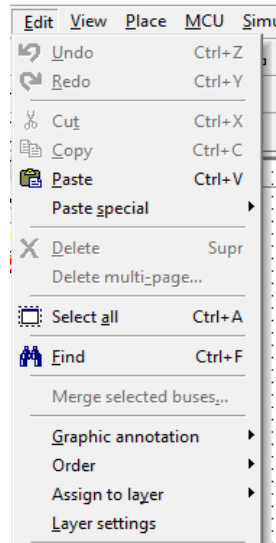 Edit View Place MCU Simu
Undo Ctrl+Z
Redo Ctrl+Y
Cut Ctrl+X
Copy Ctrl+C
Paste Ctrl+V
Paste special
Delete Supr
Delete multi-page...
Select all Ctrl+A
Find Ctrl+F
Merge selected buses...
Graphic annotation
Order
Assign to layer
Layer settings